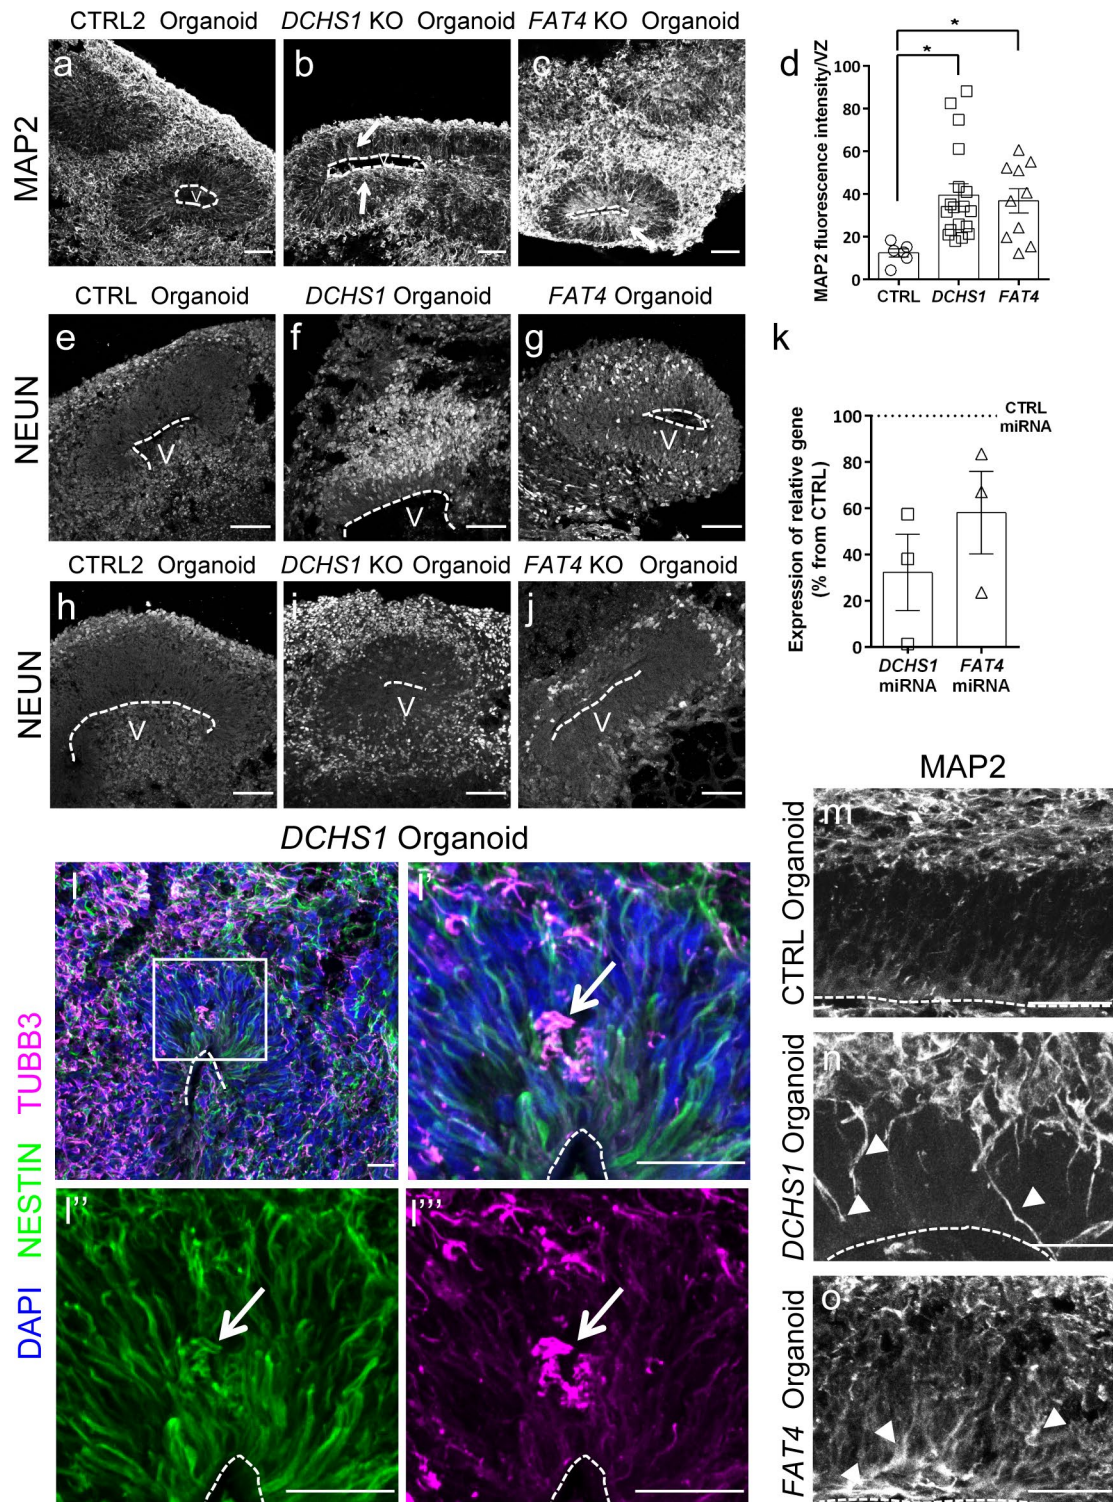 CTRL2 Organoid
DCHS1 KO Organoid
FAT4 KO Organoid
MAP2
a
V
b
V
c
V
d
*
*
MAP2 fluorescence intensity/VZ
100
80
60
40
20
0
CTRL
DCHS1
FAT4
CTRL Organoid
DCHS1 Organoid
FAT4 Organoid
NEUN
e
V
f
V
g
V
k
Expression of relative gene
(% from CTRL)
100
80
60
40
20
0
CTRL
miRNA
DCHS1
miRNA
FAT4
miRNA
CTRL2 Organoid
DCHS1 KO Organoid
FAT4 KO Organoid
NEUN
h
V
i
V
j
V
DCHS1 Organoid
DAPI NESTIN TUBB3
l
l'
l''
l'''
MAP2
CTRL Organoid
m
DCHS1 Organoid
n
FAT4 Organoid
o